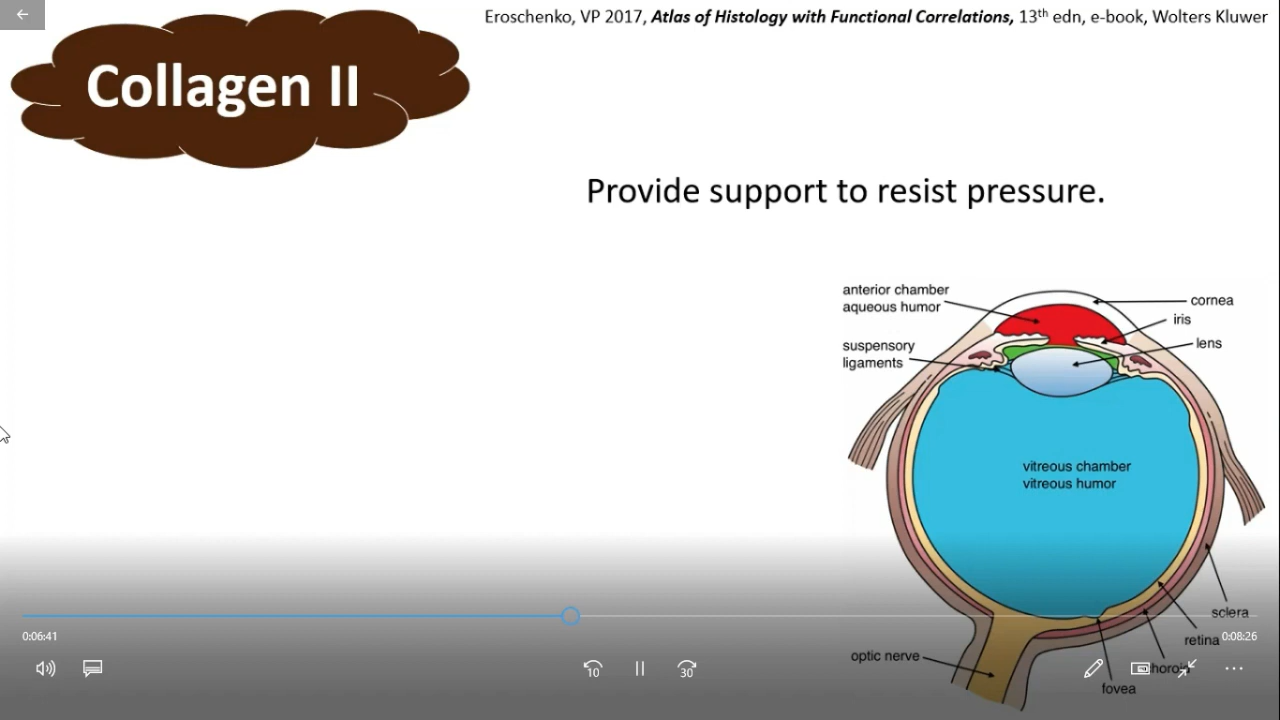 Eroschenko, VP 2017, Atlas of Histology with Functional Correlations, 13th edn, e-book, Wolters Kluwer
Collagen II
Provide support to resist pressure.
anterior chamber
aqueous humor
cornea
iris
lens
suspensory
ligaments
vitreous chamber
vitreous humor
sclera
retina
optic nerve
fovea
0:06:41
0:08:26
10
30